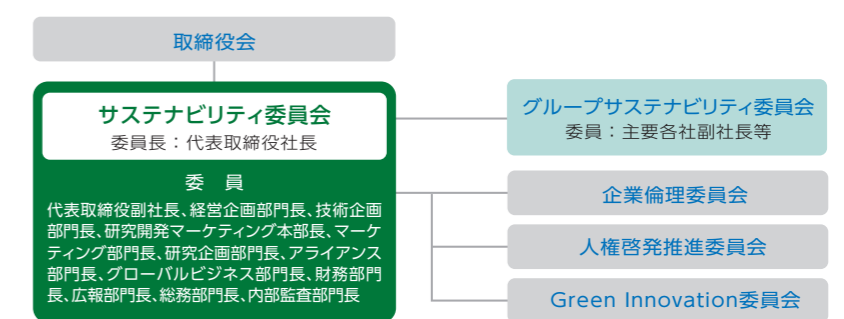 取締役会
サステナビリティ委員会
委員長：代表取締役社長
委　員
代表取締役副社長、経営企画部門長、技術企画
部門長、研究開発マーケティング本部長、マーケ
ティング部門長、研究企画部門長、アライアンス
部門長、グローバルビジネス部門長、財務部門
長、広報部門長、総務部門長、内部監査部門長
グループサステナビリティ委員会
委員：主要各社副社長等
企業倫理委員会
人権啓発推進委員会
Green Innovation委員会